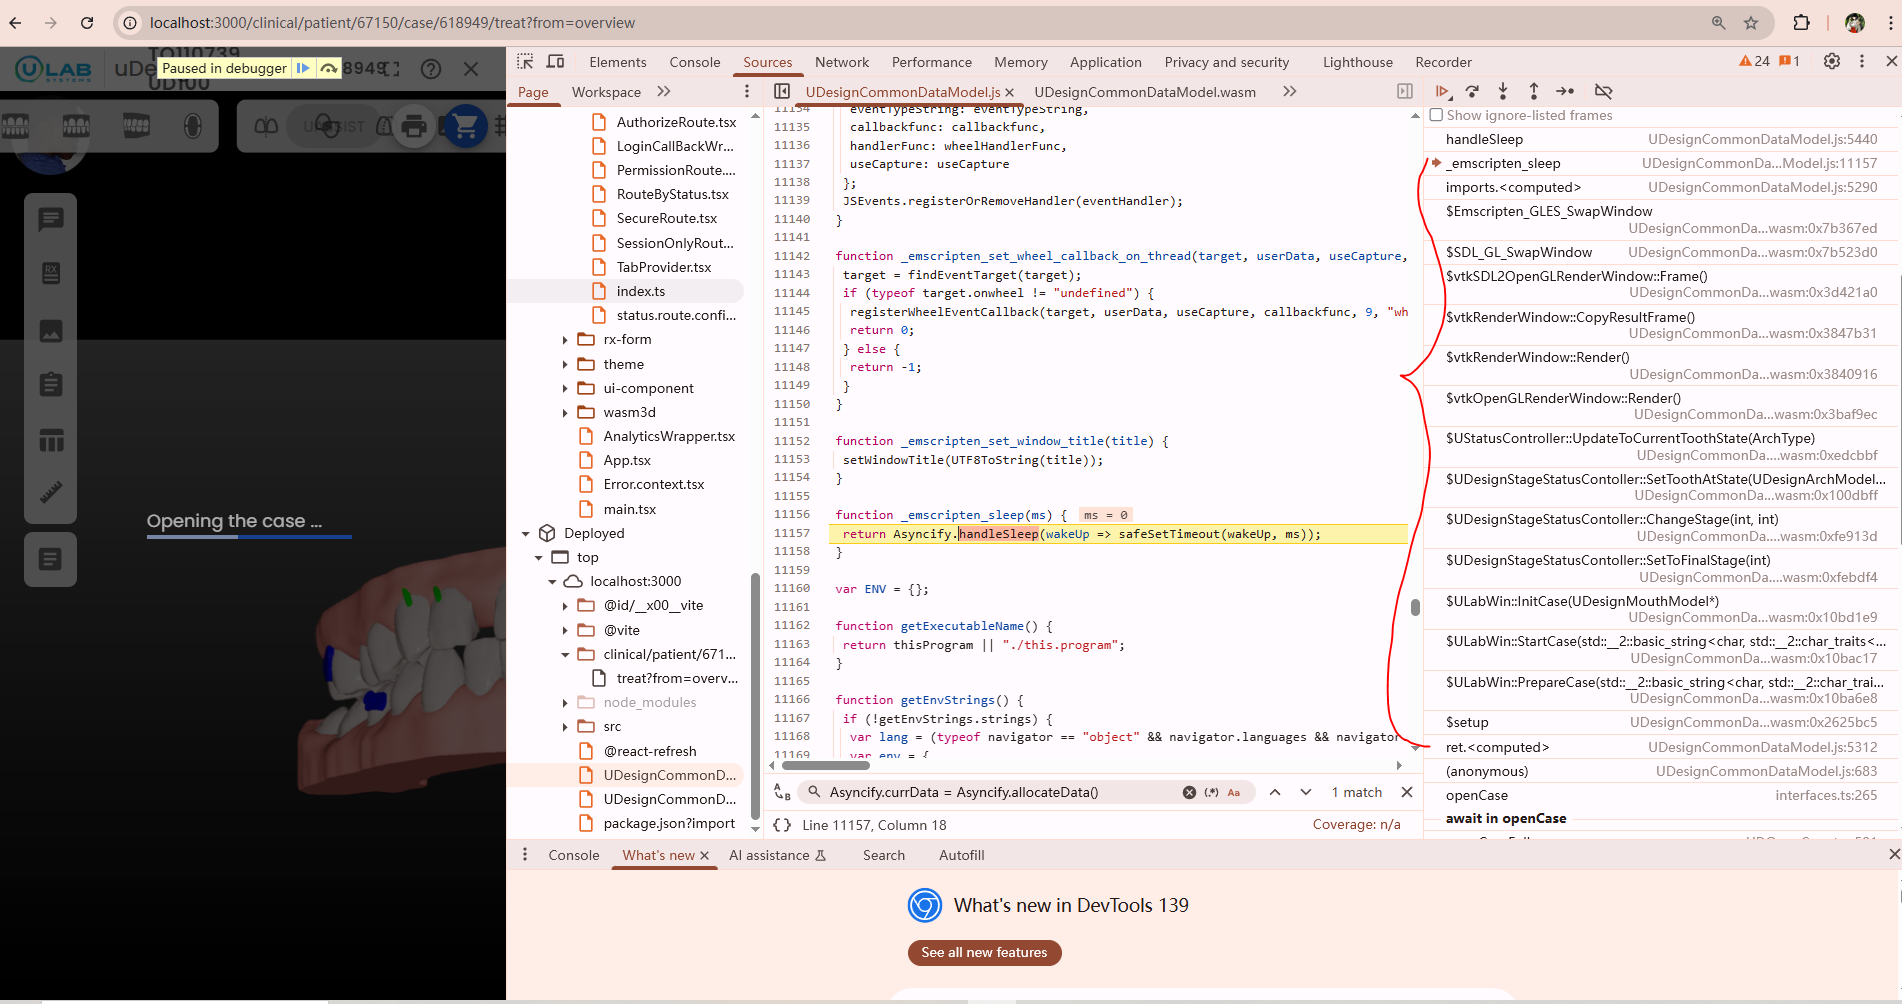 localhost:3000/clinical/patient/67150/case/618949/treat?from=overview
Paused in debugger
ULAB
SYSTEMS
UD100
8949
Opening the case ...
Elements
Console
Sources
Network
Performance
Memory
Application
Privacy and security
Lighthouse
Recorder
24
1
Page
Workspace
UDesignCommonDataModel.js
UDesignCommonDataModel.wasm
AuthorizeRoute.tsx
LoginCallBackWr...
PermissionRoute....
RouteByStatus.tsx
SecureRoute.tsx
SessionOnlyRout...
TabProvider.tsx
index.ts
status.route.confi...
rx-form
theme
ui-component
wasm3d
AnalyticsWrapper.tsx
App.tsx
Error.context.tsx
main.tsx
Deployed
top
localhost:3000
@id/__x00__vite
@vite
clinical/patient/671...
treat?from=overv...
node_modules
src
@react-refresh
UDesignCommonD...
UDesignCommonD...
package.json?import
11134 eventTypeString: eventTypeString,
11135 callbackfunc: callbackfunc,
11136 handlerFunc: wheelHandlerFunc,
11137 useCapture: useCapture
11138 };
11139 JSEvents.registerOrRemoveHandler(eventHandler);
11140 }
11141
11142 function _emscripten_set_wheel_callback_on_thread(target, userData, useCapture,
11143 target = findEventTarget(target);
11144 if (typeof target.onwheel != "undefined") {
11145 registerWheelEventCallback(target, userData, useCapture, callbackfunc, 9, "wh
11146 return 0;
11147 } else {
11148 return -1;
11149 }
11150 }
11151
11152 function _emscripten_set_window_title(title) {
11153 setWindowTitle(UTF8ToString(title));
11154 }
11155
11156 function _emscripten_sleep(ms) { ms = 0
11157 return Asyncify.handleSleep(wakeUp => safeSetTimeout(wakeUp, ms));
11158 }
11159
11160 var ENV = {};
11161
11162 function getExecutableName() {
11163 return thisProgram || "./this.program";
11164 }
11165
11166 function getEnvStrings() {
11167 if (!getEnvStrings.strings) {
11168 var lang = (typeof navigator == "object" && navigator.languages && navigator
11169 var env = {
Asyncify.currData = Asyncify.allocateData()
(.*)
Aa
1 match
{ } Line 11157, Column 18
Coverage: n/a
Show ignore-listed frames
handleSleep UDesignCommonDataModel.js:5440
_emscripten_sleep UDesignCommonDa...Model.js:11157
imports.<computed> UDesignCommonDataModel.js:5290
$Emscripten_GLES_SwapWindow
UDesignCommonDa...wasm:0x7b367ed
$SDL_GL_SwapWindow UDesignCommonDa...wasm:0x7b523d0
$vtkSDL2OpenGLRenderWindow::Frame()
UDesignCommonDa...wasm:0x3d421a0
$vtkRenderWindow::CopyResultFrame()
UDesignCommonDa...wasm:0x3847b31
$vtkRenderWindow::Render()
UDesignCommonDa...wasm:0x3840916
$vtkOpenGLRenderWindow::Render()
UDesignCommonDa...wasm:0x3baf9ec
$UStatusController::UpdateToCurrentToothState(ArchType)
UDesignCommonDa....wasm:0xedcbbf
$UDesignStageStatusContoller::SetToothAtState(UDesignArchModel...
UDesignCommonDa...wasm:0x100dbff
$UDesignStageStatusContoller::ChangeStage(int, int)
UDesignCommonDa....wasm:0xfe913d
$UDesignStageStatusContoller::SetToFinalStage(int)
UDesignCommonDa....wasm:0xfebdf4
$ULabWin::InitCase(UDesignMouthModel*)
UDesignCommonDa...wasm:0x10bd1e9
$ULabWin::StartCase(std::__2::basic_string<char, std::__2::char_traits<...
UDesignCommonDa...wasm:0x10bac17
$ULabWin::PrepareCase(std::__2::basic_string<char, std::__2::char_trai...
UDesignCommonDa...wasm:0x10ba6e8
$setup UDesignCommonDa...wasm:0x2625bc5
ret.<computed> UDesignCommonDataModel.js:5312
(anonymous) UDesignCommonDataModel.js:683
openCase interfaces.ts:265
await in openCase
Console
What's new
AI assistance
Search
Autofill
What's new in DevTools 139
See all new features